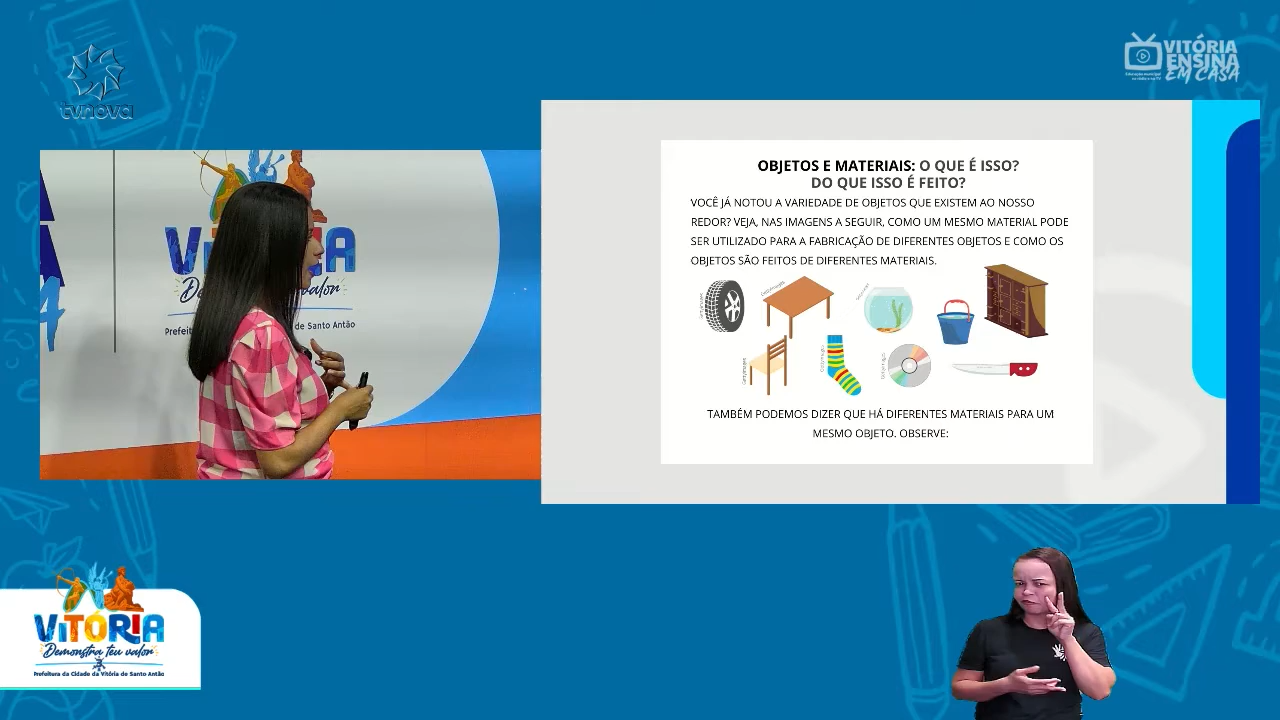 tvnova
VITÓRIA
ENSINA
EM CASA
OBJETOS E MATERIAIS: O QUE É ISSO?
DO QUE ISSO É FEITO?
VOCÊ JÁ NOTOU A VARIEDADE DE OBJETOS QUE EXISTEM AO NOSSO
REDOR? VEJA, NAS IMAGENS A SEGUIR, COMO UM MESMO MATERIAL PODE
SER UTILIZADO PARA A FABRICAÇÃO DE DIFERENTES OBJETOS E COMO OS
OBJETOS SÃO FEITOS DE DIFERENTES MATERIAIS.
TAMBÉM PODEMOS DIZER QUE HÁ DIFERENTES MATERIAIS PARA UM
MESMO OBJETO. OBSERVE:
de Santo Antão
VITÓRIA
Demonstra teu valor
Prefeitura da Cidade da Vitória de Santo Antão